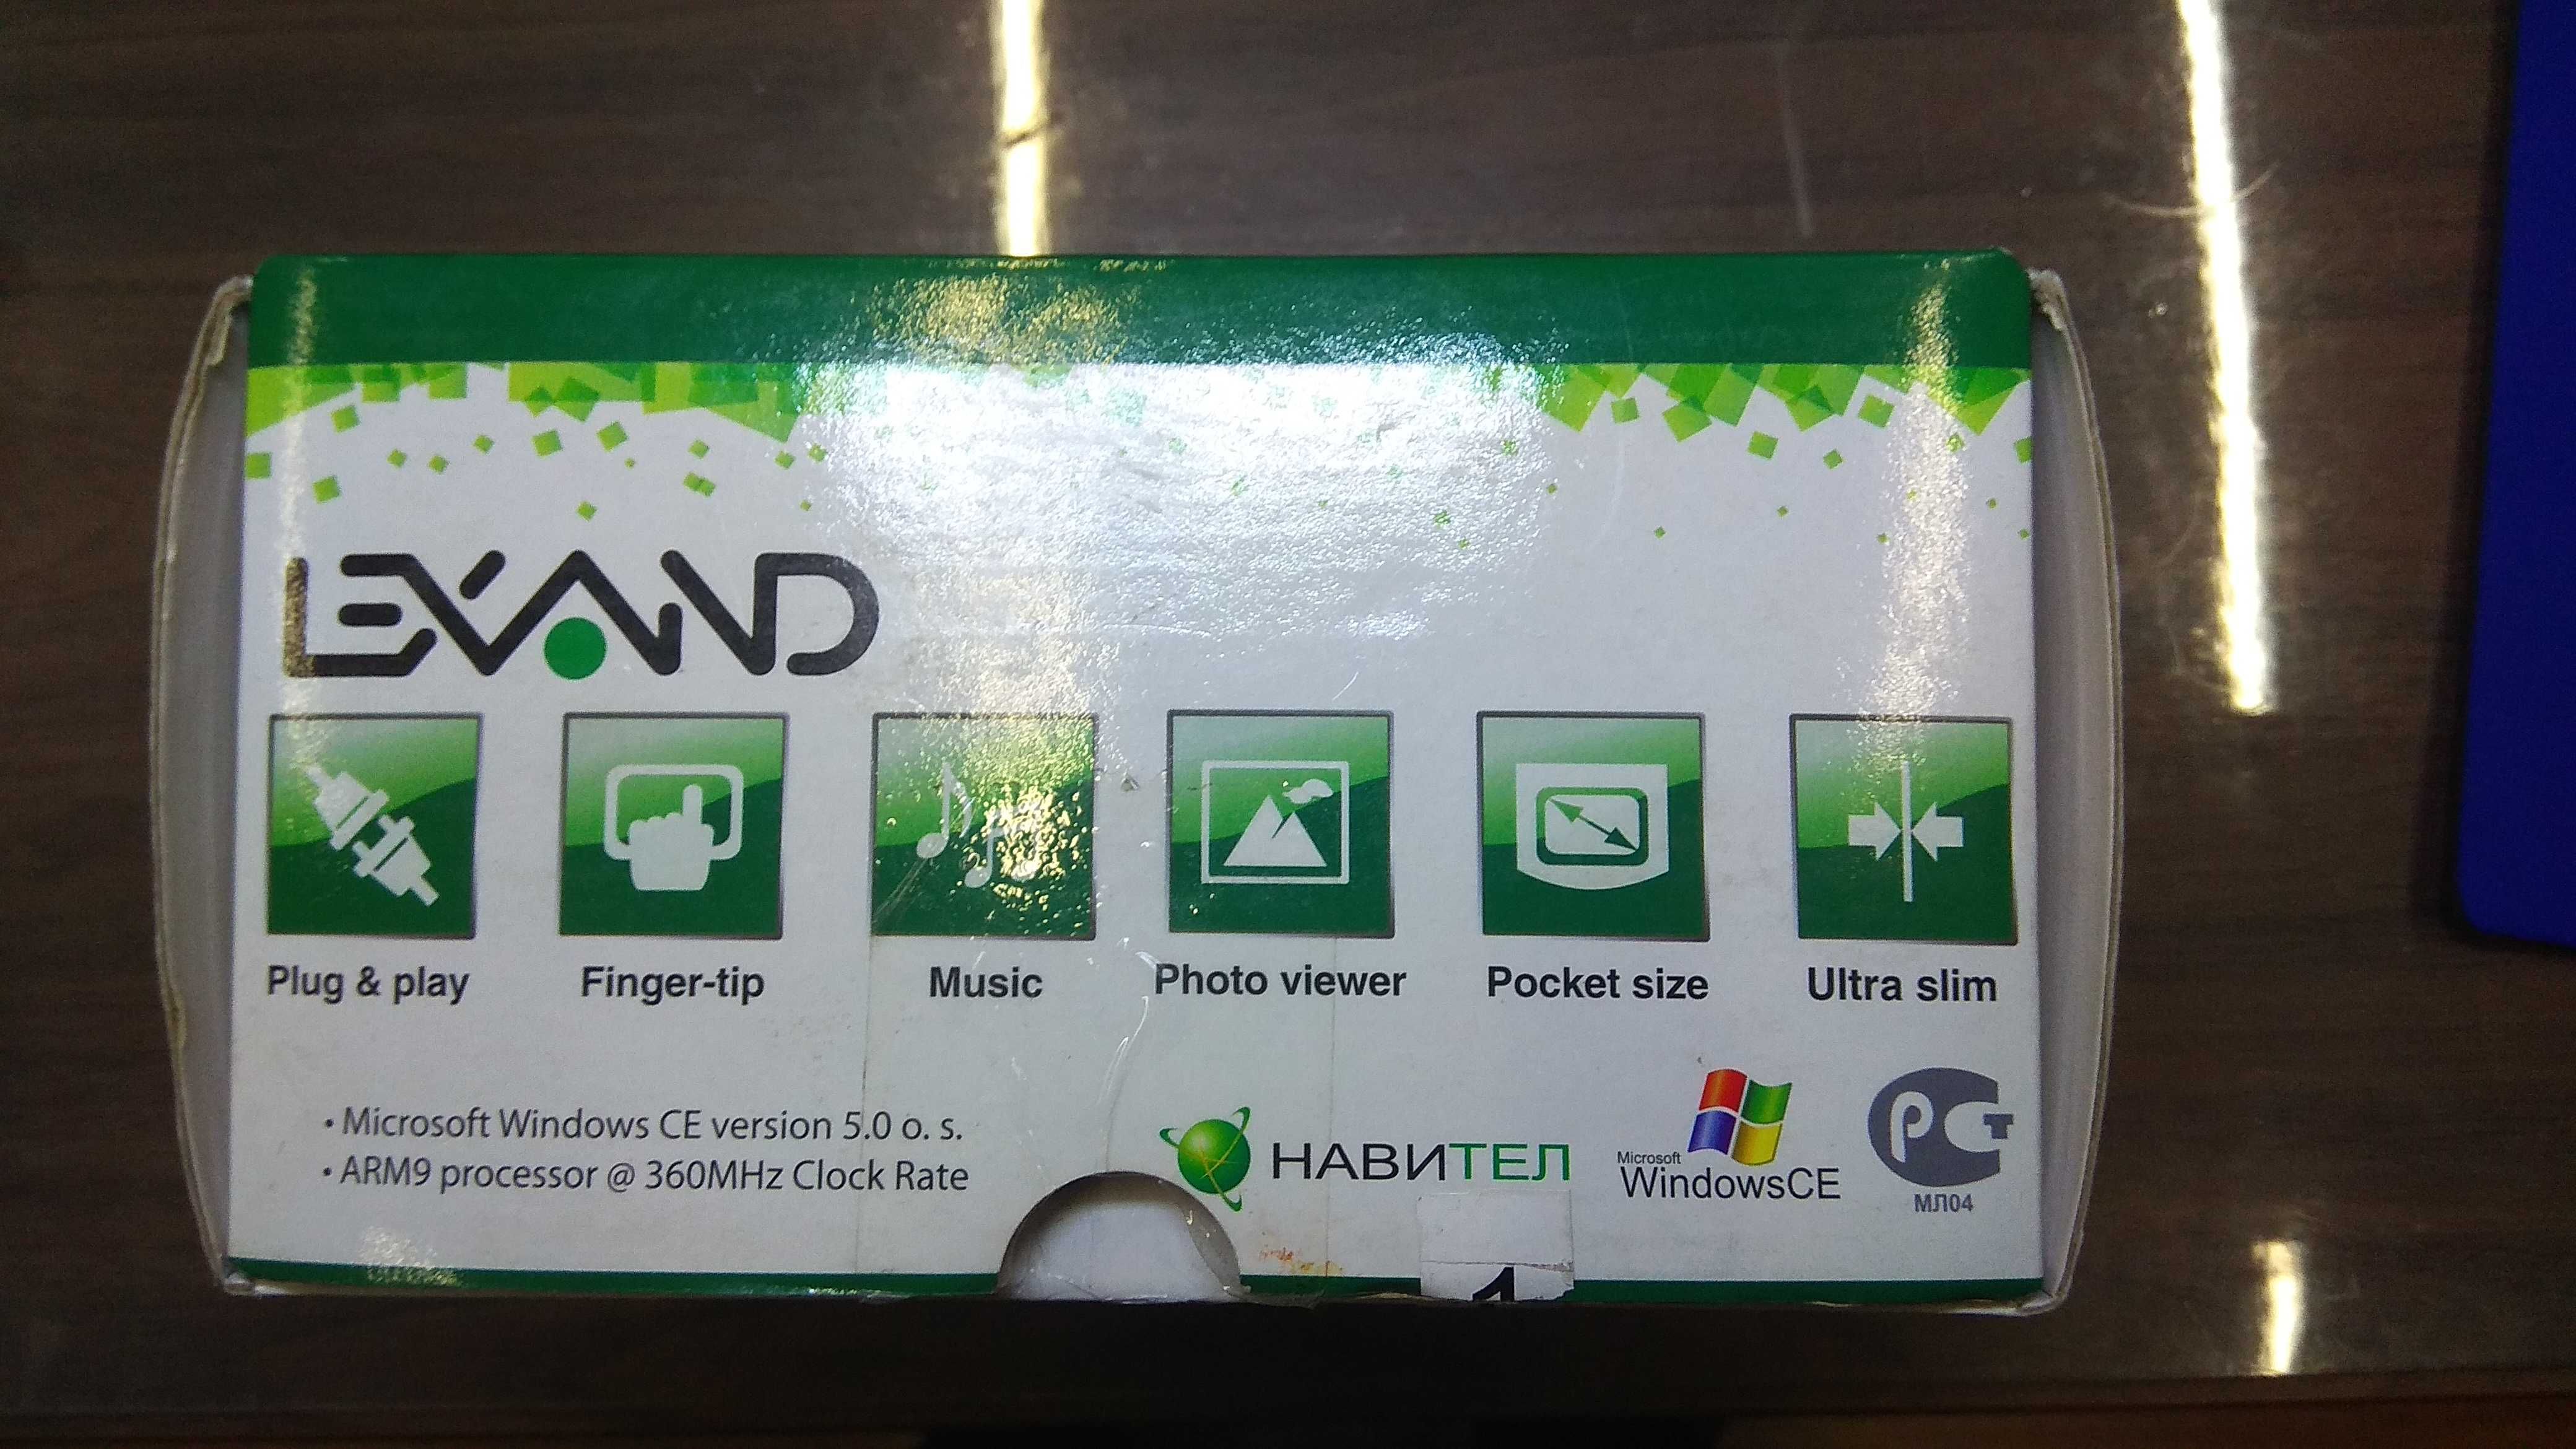 LEXAND
Plug & play
Finger-tip
Music
Photo viewer
Pocket size
Ultra slim
• Microsoft Windows CE version 5.0 o. s.
• ARM9 processor @ 360MHz Clock Rate
НАВИТЕЛ
Microsoft
WindowsCE
РСТ
МЛ04